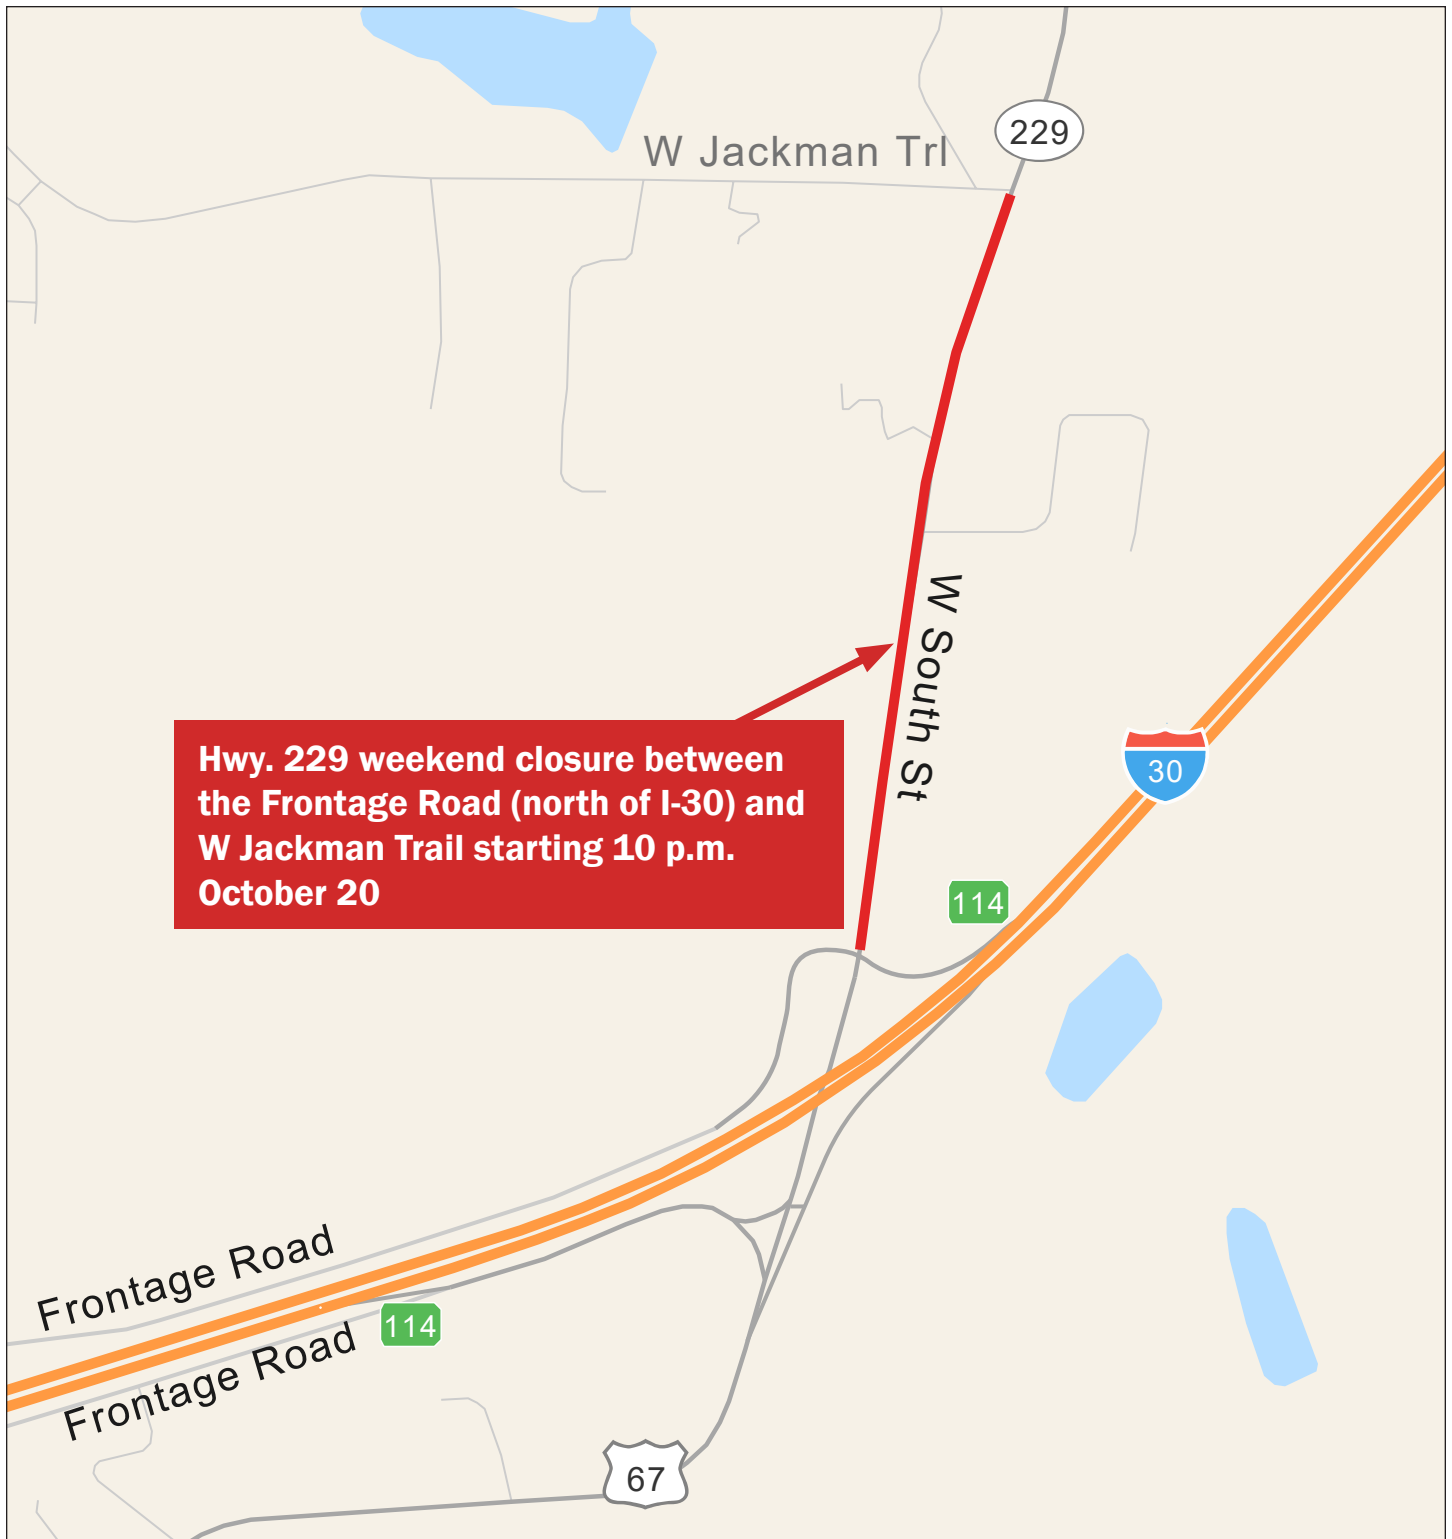 229
W Jackman Trl
W South St
Hwy. 229 weekend closure between
the Frontage Road (north of I-30) and
W Jackman Trail starting 10 p.m.
October 20
30
114
Frontage Road
114
Frontage Road
67